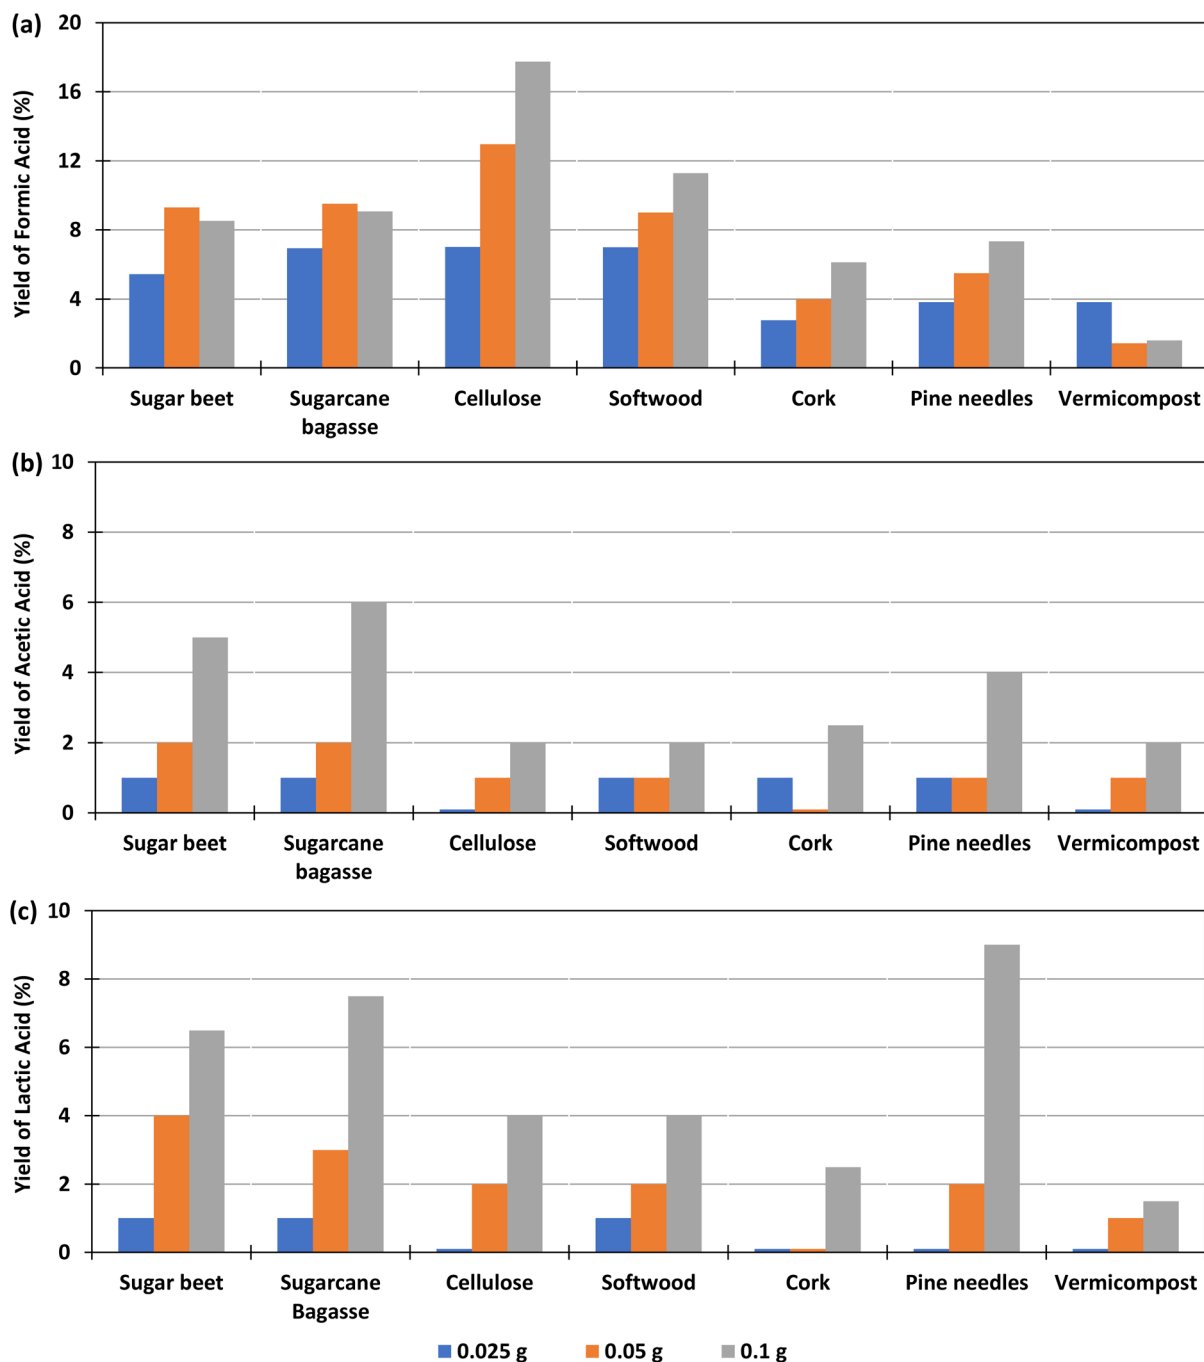 (a)
Yield of Formic Acid (%)
20
16
12
8
4
0
Sugar beet
Sugarcane bagasse
Cellulose
Softwood
Cork
Pine needles
Vermicompost
(b)
Yield of Acetic Acid (%)
10
8
6
4
2
0
Sugar beet
Sugarcane bagasse
Cellulose
Softwood
Cork
Pine needles
Vermicompost
(c)
Yield of Lactic Acid (%)
10
8
6
4
2
0
Sugar beet
Sugarcane Bagasse
Cellulose
Softwood
Cork
Pine needles
Vermicompost
0.025 g
0.05 g
0.1 g